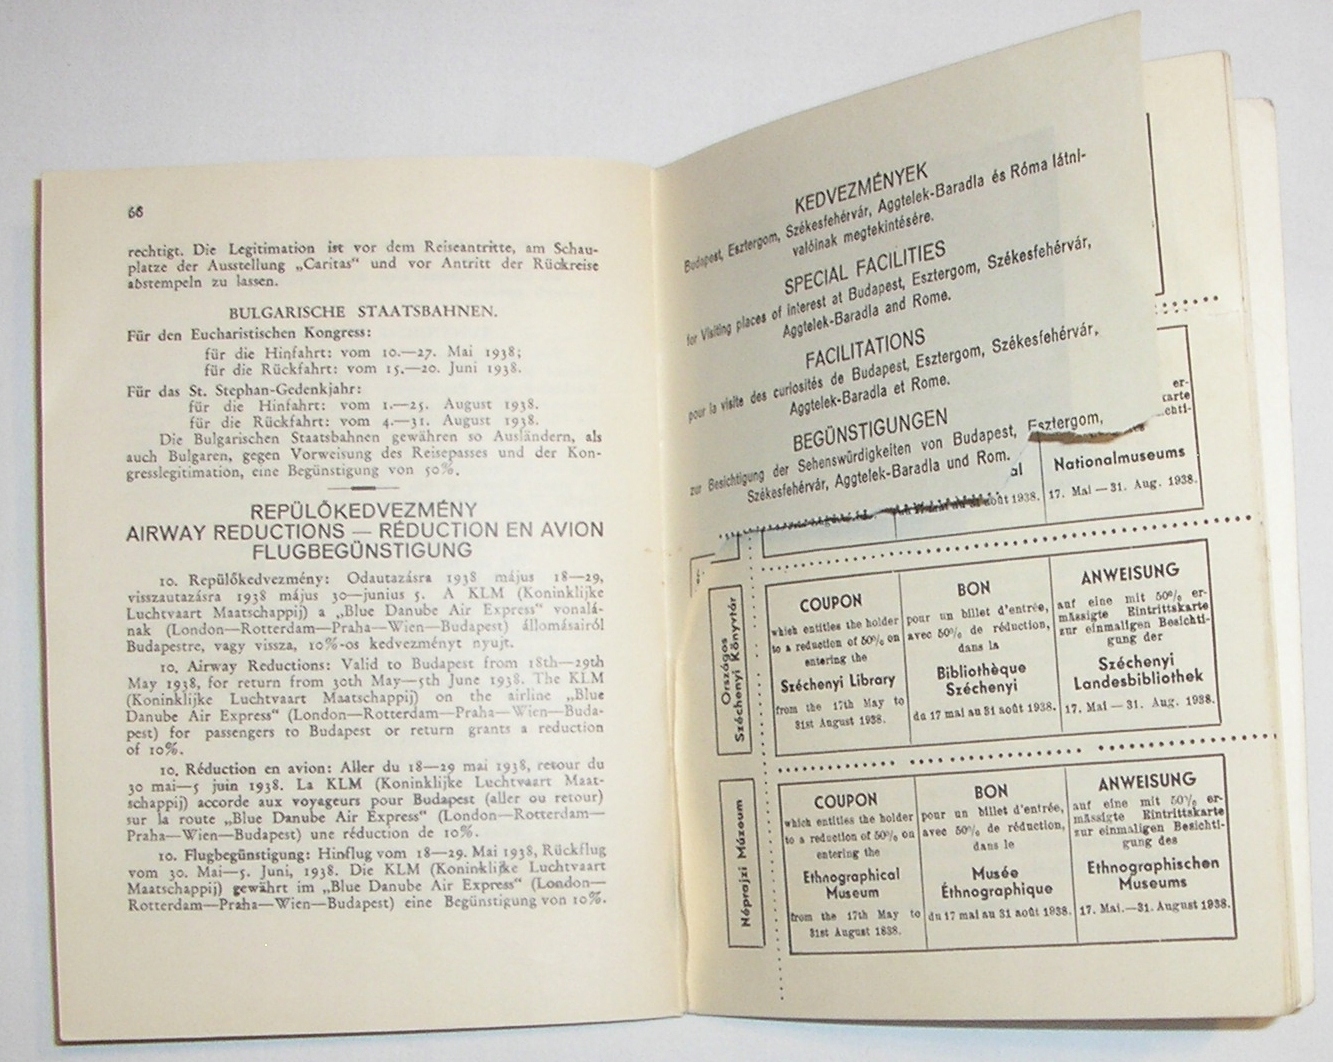 66
rechtigt. Die Legitimation ist vor dem Reiseantritte, am Schau-
platze der Ausstellung „Caritas“ und vor Antritt der Rückreise
abstempeln zu lassen.
BULGARISCHE STAATSBAHNEN.
Für den Eucharistischen Kongress:
für die Hinfahrt: vom 10.—27. Mai 1938;
für die Rückfahrt: vom 15.—20. Juni 1938.
Für das St. Stephan-Gedenkjahr:
für die Hinfahrt: vom 1.—25. August 1938.
für die Rückfahrt: vom 4.—31. August 1938.
Die Bulgarischen Staatsbahnen gewähren so Ausländern, als
auch Bulgaren, gegen Vorweisung des Reisepasses und der Kon-
gresslegitimation, eine Begünstigung von 50%.
REPÜLŐKEDVEZMÉNY
AIRWAY REDUCTIONS — RÉDUCTION EN AVION
FLUGBEGÜNSTIGUNG
10. Repülőkedvezmény: Odautazásra 1938 május 18—29,
visszautazásra 1938 május 30—junius 5. A KLM (Koninklijke
Luchtvaart Maatschappij) a „Blue Danube Air Express“ vonalá-
nak (London—Rotterdam—Praha—Wien—Budapest) állomásairól
Budapestre, vagy vissza, 10%-os kedvezményt nyujt.
10. Airway Reductions: Valid to Budapest from 18th—29th
May 1938, for return from 30th May—5th June 1938. The KLM
(Koninklijke Luchtvaart Maatschappij) on the airline „Blue
Danube Air Express“ (London—Rotterdam—Praha—Wien—Buda-
pest) for passengers to Budapest or return grants a reduction
of 10%.
10. Réduction en avion: Aller du 18—29 mai 1938, retour du
30 mai—5 juin 1938. La KLM (Koninklijke Luchtvaart Maat-
schappij) accorde aux voyageurs pour Budapest (aller ou retour)
sur la route „Blue Danube Air Express“ (London—Rotterdam—
Praha—Wien—Budapest) une réduction de 10%.
10. Flugbegünstigung: Hinflug vom 18—29. Mai 1938, Rückflug
vom 30. Mai—5. Juni, 1938. Die KLM (Koninklijke Luchtvaart
Maatschappij) gewährt im „Blue Danube Air Express“ (London—
Rotterdam—Praha—Wien—Budapest) eine Begünstigung von 10%.
KEDVEZMÉNYEK
Budapest, Esztergom, Székesfehérvár, Aggtelek-Baradla és Róma látni-
valóinak megtekintésére.
SPECIAL FACILITIES
for Visiting places of interest at Budapest, Esztergom, Székesfehérvár,
Aggtelek-Baradla and Rome.
FACILITATIONS
pour la visite des curiosités de Budapest, Esztergom, Székesfehérvár,
Aggtelek-Baradla et Rome.
BEGÜNSTIGUNGEN
zur Besichtigung der Sehenswürdigkeiten von Budapest, Esztergom,
Székesfehérvár, Aggtelek-Baradla und Rom.
er-
karte
chti-
al
août 1938.
Nationalmuseums
17. Mai—31. Aug. 1938.
Országos
Széchenyi Könyvtár
COUPON
which entitles the holder
to a reduction of 50% on
entering the
Széchenyi Library
from the 17th May to
31st August 1938.
BON
pour un billet d'entrée,
avec 50% de réduction,
dans la
Bibliothèque
Széchenyi
du 17 mai au 31 août 1938.
ANWEISUNG
auf eine mit 50% er-
mässigte Eintrittskarte
zur einmaligen Besichti-
gung der
Széchenyi
Landesbibliothek
17. Mai—31. Aug. 1938.
Néprajzi Múzeum
COUPON
which entitles the holder
to a reduction of 50% on
entering the
Ethnographical
Museum
from the 17th May to
31st August 1838.
BON
pour un billet d'entrée,
avec 50% de réduction,
dans le
Musée
Éthnographique
du 17 mai au 31 août 1938.
ANWEISUNG
auf eine mit 50% er-
mässigte Eintrittskarte
zur einmaligen Besichti-
gung des
Ethnographischen
Museums
17. Mai.—31. August 1938.